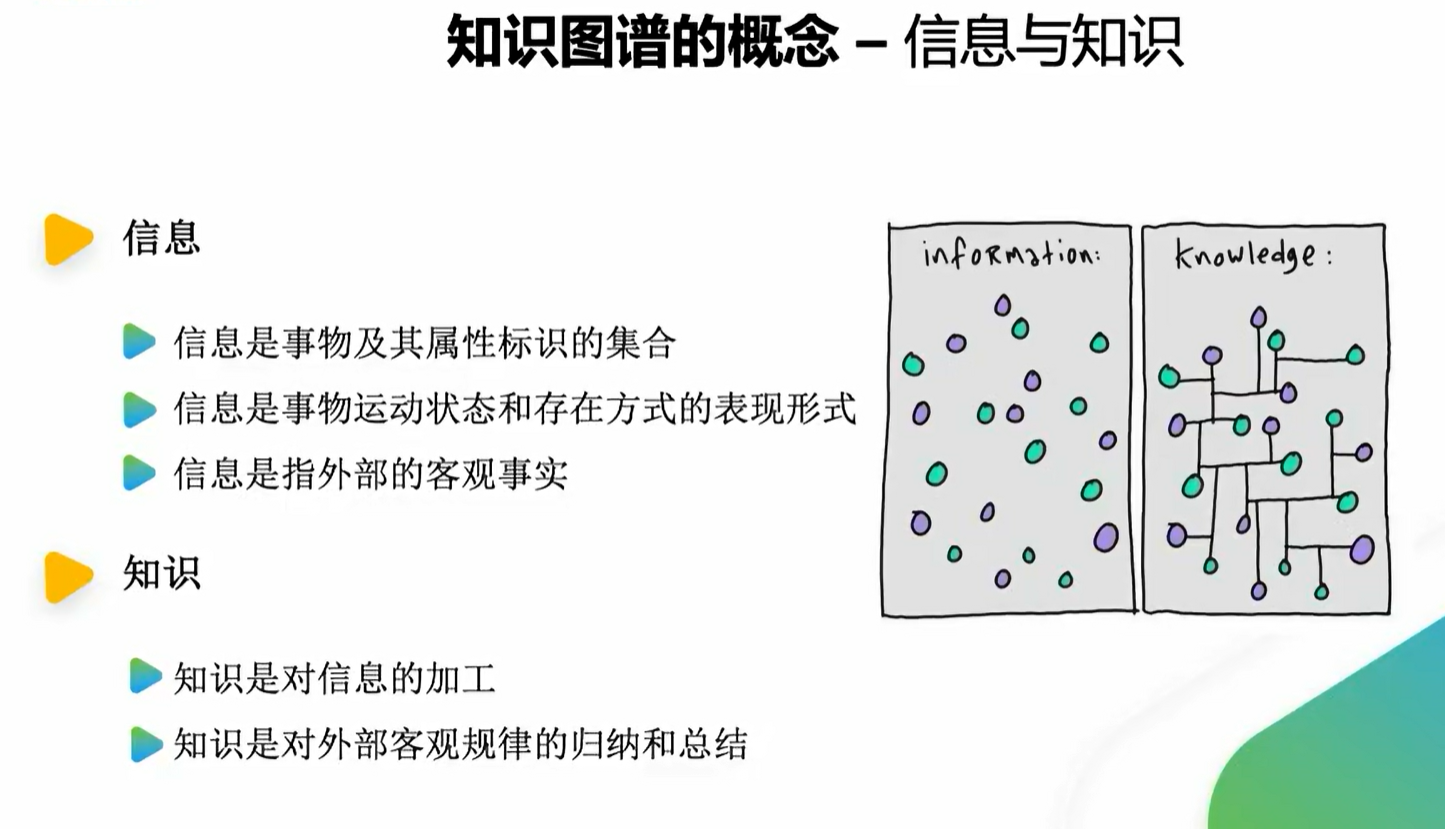 知识图谱的概念 – 信息与知识
信息
信息是事物及其属性标识的集合
信息是事物运动状态和存在方式的表现形式
信息是指外部的客观事实
知识
知识是对信息的加工
知识是对外部客观规律的归纳和总结
information:
knowledge: